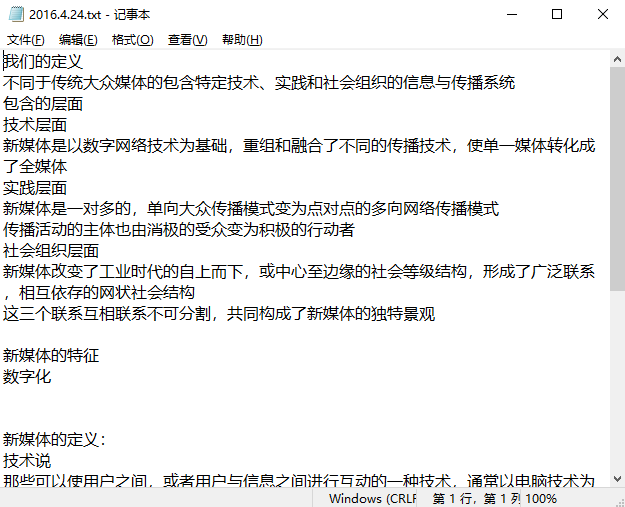 2016.4.24.txt - 记事本
文件(F) 编辑(E) 格式(O) 查看(V) 帮助(H)
我们的定义
不同于传统大众媒体的包含特定技术、实践和社会组织的信息与传播系统
包含的层面
技术层面
新媒体是以数字网络技术为基础，重组和融合了不同的传播技术，使单一媒体转化成
了全媒体
实践层面
新媒体是一对多的，单向大众传播模式变为点对点的多向网络传播模式
传播活动的主体也由消极的受众变为积极的行动者
社会组织层面
新媒体改变了工业时代的自上而下，或中心至边缘的社会等级结构，形成了广泛联系
，相互依存的网状社会结构
这三个联系互相联系不可分割，共同构成了新媒体的独特景观
新媒体的特征
数字化
新媒体的定义：
技术说
那些可以使用户之间，或者用户与信息之间进行互动的一种技术，通常以电脑技术为
Windows (CRLF 第 1 行，第 1 列 100%